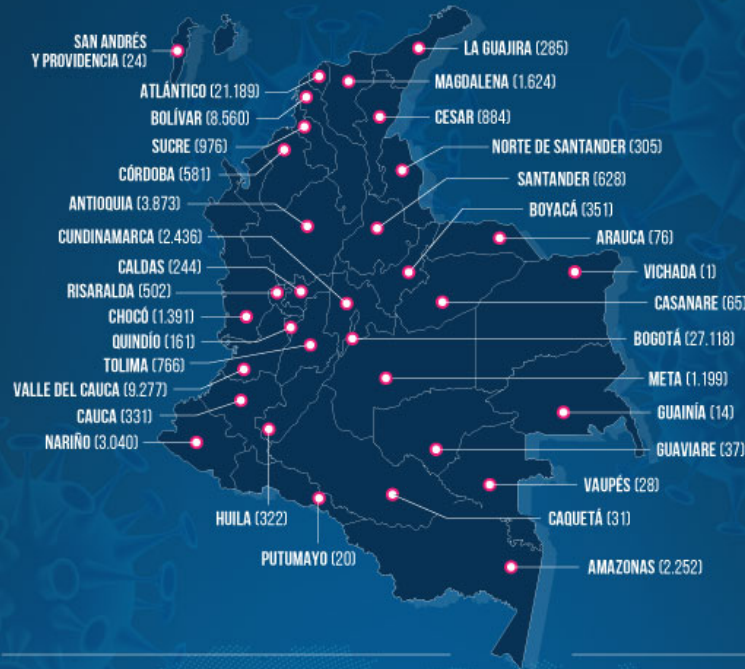 SAN ANDRÉS
Y PROVIDENCIA (24)
ATLÁNTICO (21.189)
BOLÍVAR (8.560)
SUCRE (976)
CÓRDOBA (581)
ANTIOQUIA (3.873)
CUNDINAMARCA (2.436)
CALDAS (244)
RISARALDA (502)
CHOCÓ (1.391)
QUINDÍO (161)
TOLIMA (766)
VALLE DEL CAUCA (9.277)
CAUCA (331)
NARIÑO (3.040)
HUILA (322)
PUTUMAYO (20)
LA GUAJIRA (285)
MAGDALENA (1.624)
CESAR (884)
NORTE DE SANTANDER (305)
SANTANDER (628)
BOYACÁ (351)
ARAUCA (76)
VICHADA (1)
CASANARE (65)
BOGOTÁ (27.118)
META (1.199)
GUAINÍA (14)
GUAVIARE (37)
VAUPÉS (28)
CAQUETÁ (31)
AMAZONAS (2.252)